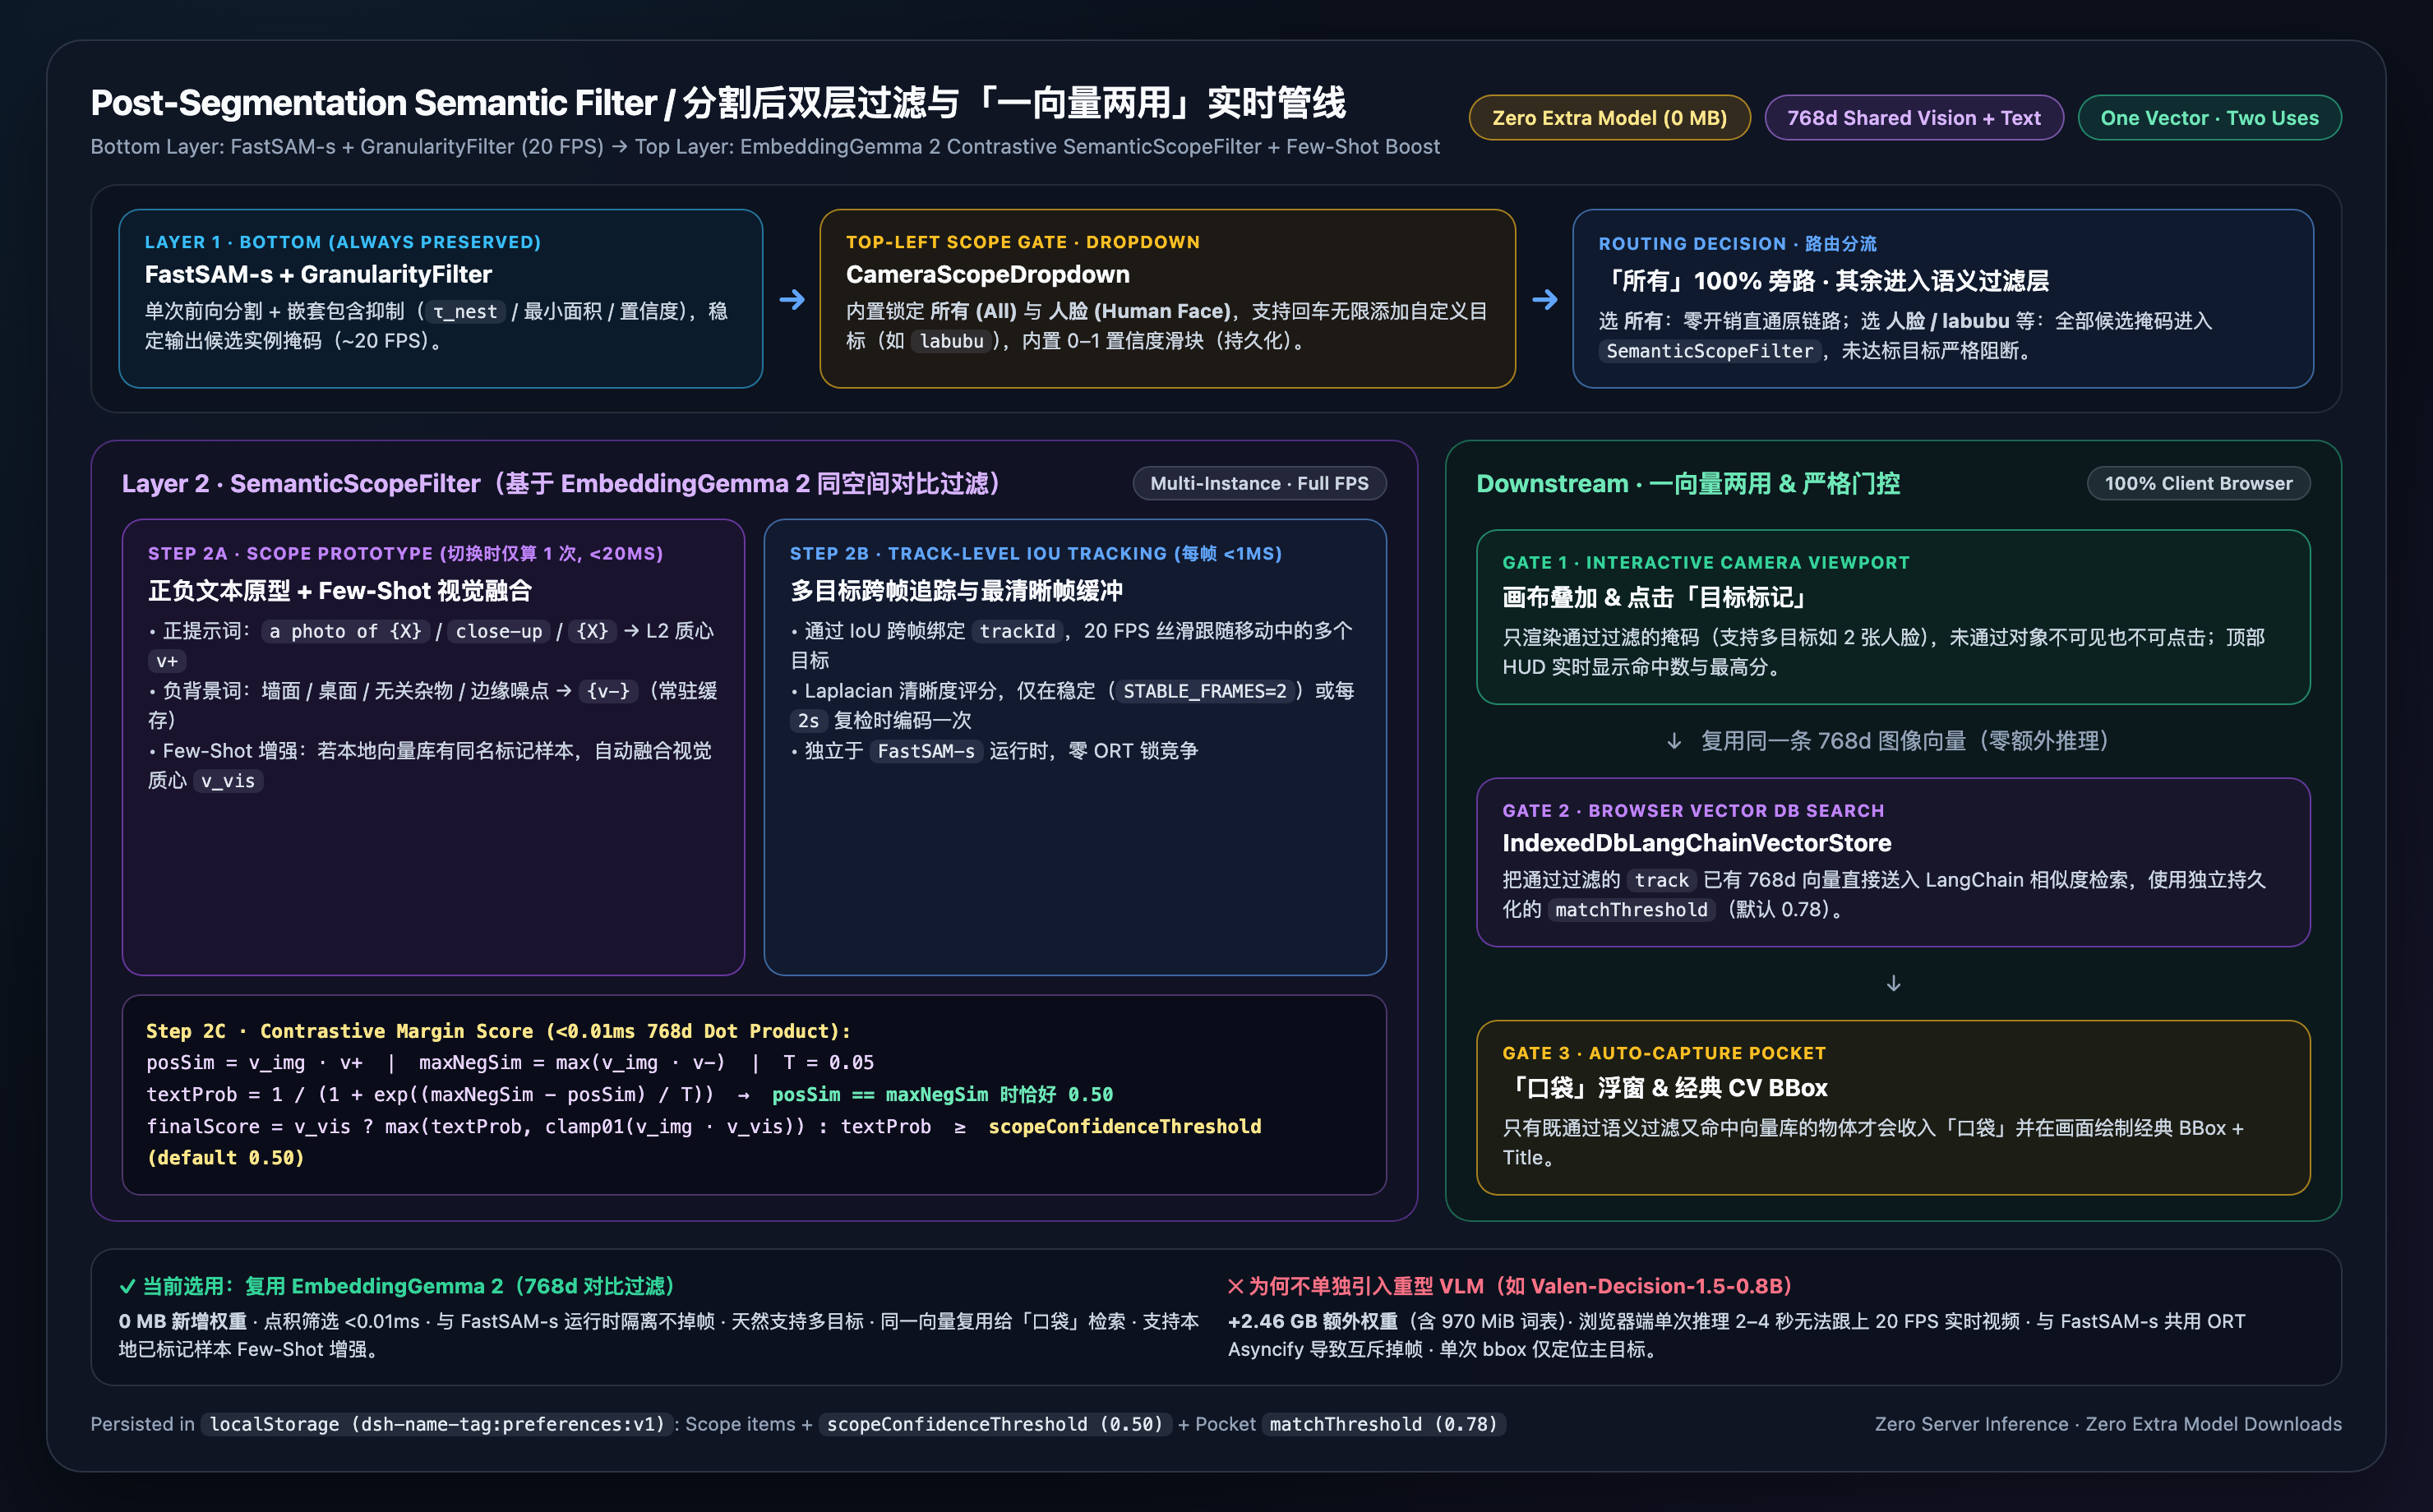 Post-Segmentation Semantic Filter / 分割后双层过滤与「一向量两用」实时管线
Bottom Layer: FastSAM-s + GranularityFilter (20 FPS) → Top Layer: EmbeddingGemma 2 Contrastive SemanticScopeFilter + Few-Shot Boost
Zero Extra Model (0 MB)
768d Shared Vision + Text
One Vector · Two Uses
LAYER 1 · BOTTOM (ALWAYS PRESERVED)
FastSAM-s + GranularityFilter
单次前向分割 + 嵌套包含抑制（τ_nest / 最小面积 / 置信度），稳
定输出候选实例掩码（~20 FPS）。
→
TOP-LEFT SCOPE GATE · DROPDOWN
CameraScopeDropdown
内置锁定 所有 (All) 与 人脸 (Human Face)，支持回车无限添加自定义目
标（如 labubu），内置 0–1 置信度滑块（持久化）。
→
ROUTING DECISION · 路由分流
「所有」100% 旁路 · 其余进入语义过滤层
选 所有：零开销直通原链路；选 人脸 / labubu 等：全部候选掩码进入
SemanticScopeFilter，未达标目标严格阻断。
Layer 2 · SemanticScopeFilter（基于 EmbeddingGemma 2 同空间对比过滤）
Multi-Instance · Full FPS
STEP 2A · SCOPE PROTOTYPE (切换时仅算 1 次, <20MS)
正负文本原型 + Few-Shot 视觉融合
• 正提示词：a photo of {X} / close-up / {X} → L2 质心
v+
• 负背景词：墙面 / 桌面 / 无关杂物 / 边缘噪点 → {v−}（常驻缓
存）
• Few-Shot 增强：若本地向量库有同名标记样本，自动融合视觉
质心 v_vis
STEP 2B · TRACK-LEVEL IOU TRACKING (每帧 <1MS)
多目标跨帧追踪与最清晰帧缓冲
• 通过 IoU 跨帧绑定 trackId，20 FPS 丝滑跟随移动中的多个
目标
• Laplacian 清晰度评分，仅在稳定（STABLE_FRAMES=2）或每
2s 复检时编码一次
• 独立于 FastSAM-s 运行时，零 ORT 锁竞争
Step 2C · Contrastive Margin Score (<0.01ms 768d Dot Product):
posSim = v_img · v+ | maxNegSim = max(v_img · v−) | T = 0.05
textProb = 1 / (1 + exp((maxNegSim − posSim) / T)) → posSim == maxNegSim 时恰好 0.50
finalScore = v_vis ? max(textProb, clamp01(v_img · v_vis)) : textProb ≥ scopeConfidenceThreshold
(default 0.50)
Downstream · 一向量两用 & 严格门控
100% Client Browser
GATE 1 · INTERACTIVE CAMERA VIEWPORT
画布叠加 & 点击「目标标记」
只渲染通过过滤的掩码（支持多目标如 2 张人脸），未通过对象不可见也不可点击；顶部
HUD 实时显示命中数与最高分。
↓ 复用同一条 768d 图像向量（零额外推理）
GATE 2 · BROWSER VECTOR DB SEARCH
IndexedDbLangChainVectorStore
把通过过滤的 track 已有 768d 向量直接送入 LangChain 相似度检索，使用独立持久
化的 matchThreshold（默认 0.78）。
↓
GATE 3 · AUTO-CAPTURE POCKET
「口袋」浮窗 & 经典 CV BBox
只有既通过语义过滤又命中向量库的物体才会收入「口袋」并在画面绘制经典 BBox +
Title。
✓ 当前选用：复用 EmbeddingGemma 2（768d 对比过滤）
0 MB 新增权重 · 点积筛选 <0.01ms · 与 FastSAM-s 运行时隔离不掉帧 · 天然支持多目标 · 同一向量复用给「口袋」检索 · 支持本
地已标记样本 Few-Shot 增强。
✕ 为何不单独引入重型 VLM（如 Valen-Decision-1.5-0.8B）
+2.46 GB 额外权重（含 970 MiB 词表）· 浏览器端单次推理 2–4 秒无法跟上 20 FPS 实时视频 · 与 FastSAM-s 共用 ORT
Asyncify 导致互斥掉帧 · 单次 bbox 仅定位主目标。
Persisted in localStorage (dsh-name-tag:preferences:v1): Scope items + scopeConfidenceThreshold (0.50) + Pocket matchThreshold (0.78)
Zero Server Inference · Zero Extra Model Downloads